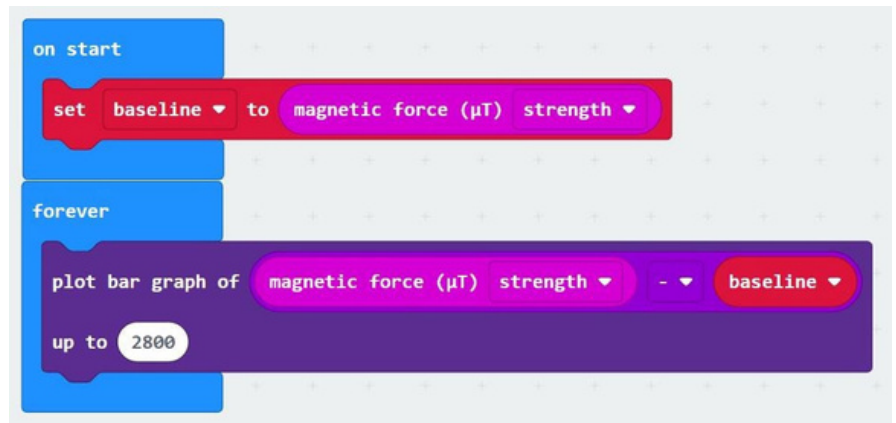 on start
set baseline to magnetic force (µT) strength
forever
plot bar graph of magnetic force (µT) strength - baseline
up to 2800